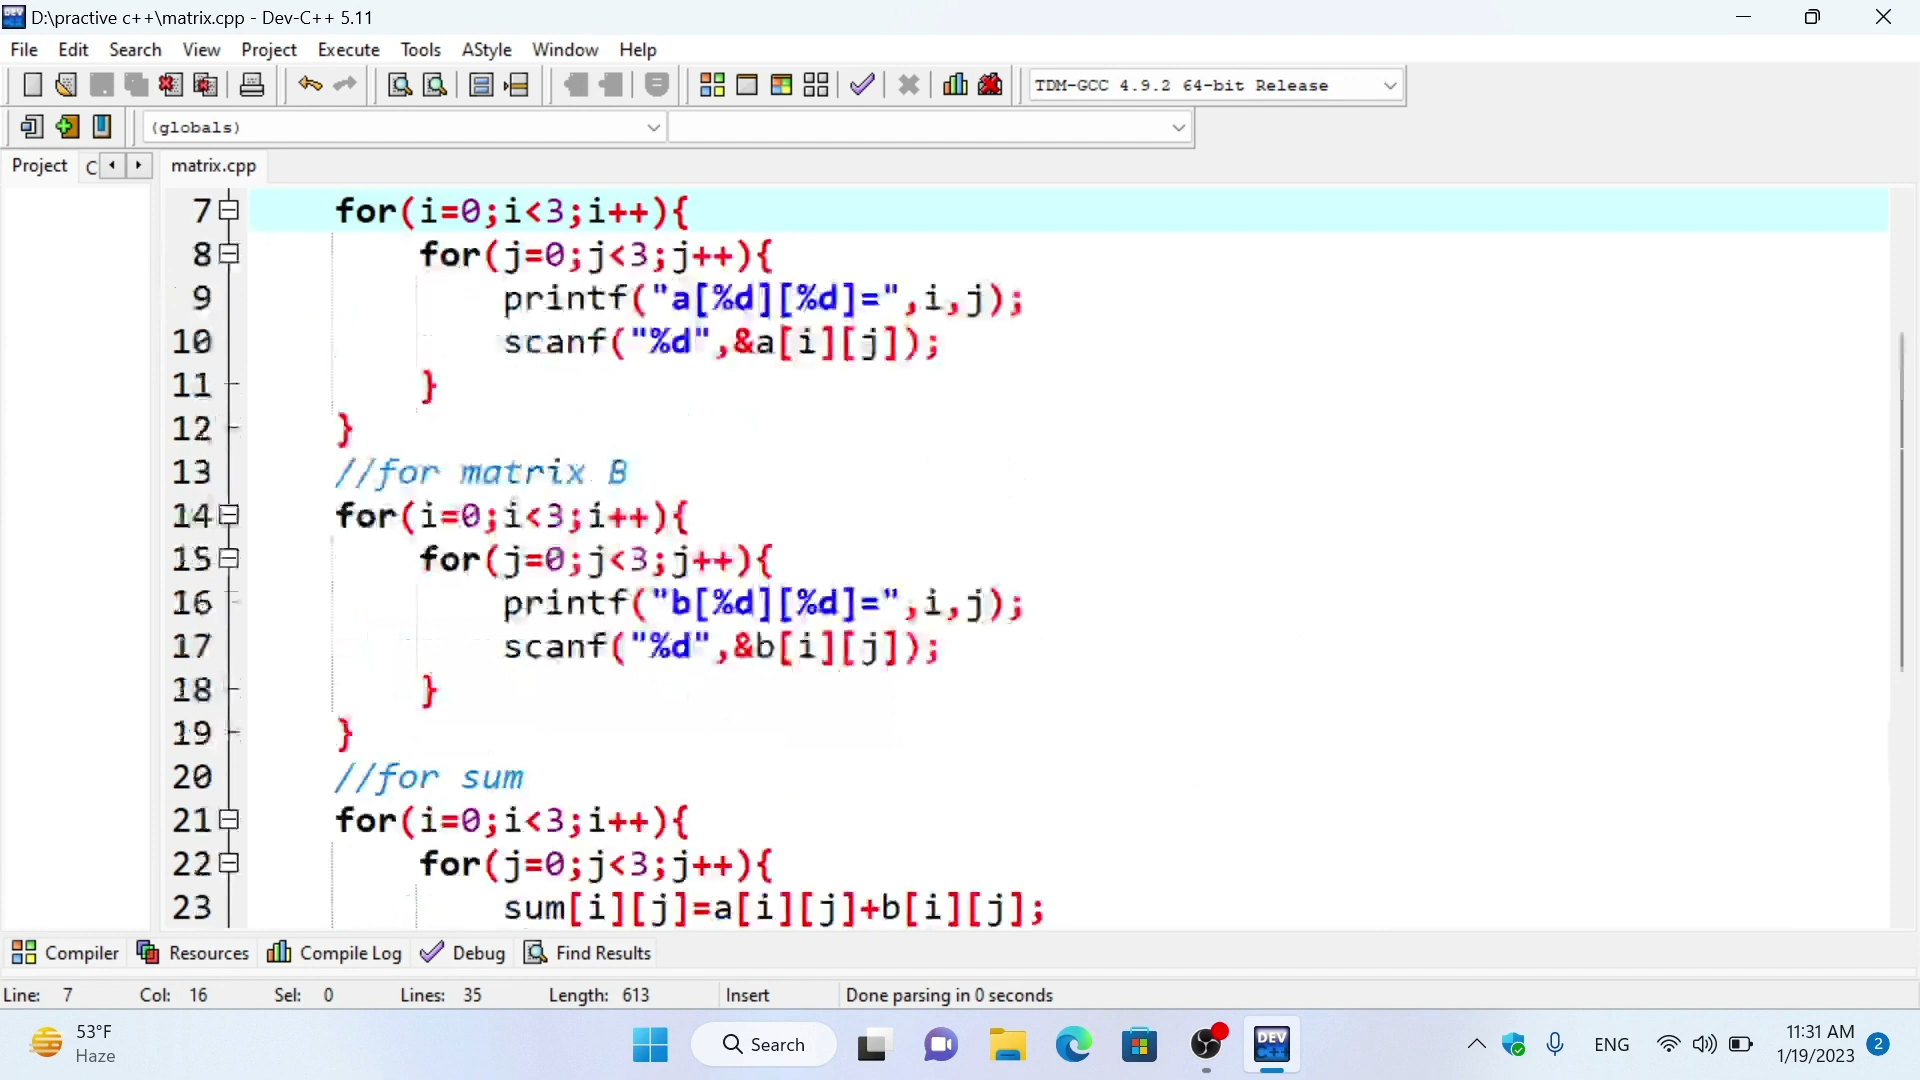 D:\practive c++\matrix.cpp - Dev-C++ 5.11
File Edit Search View Project Execute Tools AStyle Window Help
TDM-GCC 4.9.2 64-bit Release
(globals)
Project C matrix.cpp
7 for(i=0;i<3;i++){
8 for(j=0;j<3;j++){
9 printf("a[%d][%d]=",i,j);
10 scanf("%d",&a[i][j]);
11 }
12 }
13 //for matrix B
14 for(i=0;i<3;i++){
15 for(j=0;j<3;j++){
16 printf("b[%d][%d]=",i,j);
17 scanf("%d",&b[i][j]);
18 }
19 }
20 //for sum
21 for(i=0;i<3;i++){
22 for(j=0;j<3;j++){
23 sum[i][j]=a[i][j]+b[i][j];
Compiler Resources Compile Log Debug Find Results
Line: 7 Col: 16 Sel: 0 Lines: 35 Length: 613 Insert Done parsing in 0 seconds
53°F
Haze
Search
DEV
C++
ENG
11:31 AM
1/19/2023
2